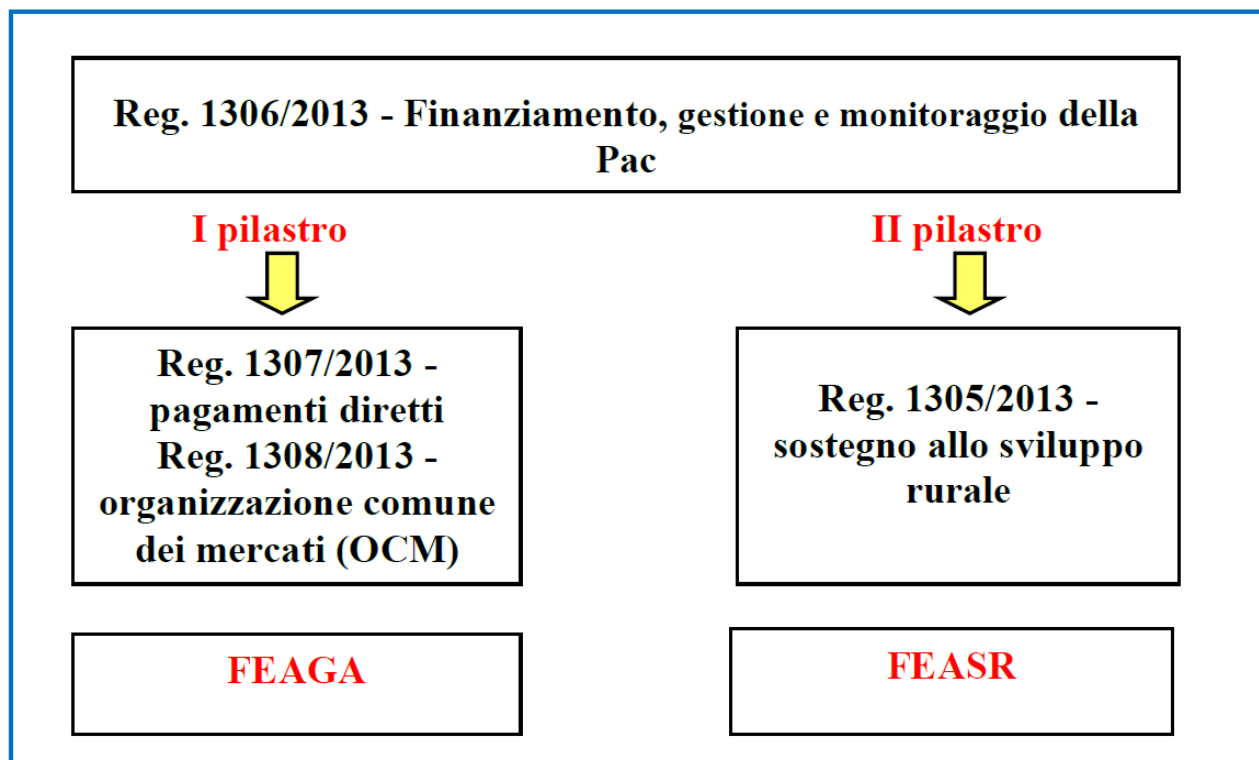 Reg. 1306/2013 - Finanziamento, gestione e monitoraggio della
Pac
I pilastro
II pilastro
Reg. 1307/2013 -
pagamenti diretti
Reg. 1308/2013 -
organizzazione comune
dei mercati (OCM)
Reg. 1305/2013 -
sostegno allo sviluppo
rurale
FEAGA
FEASR